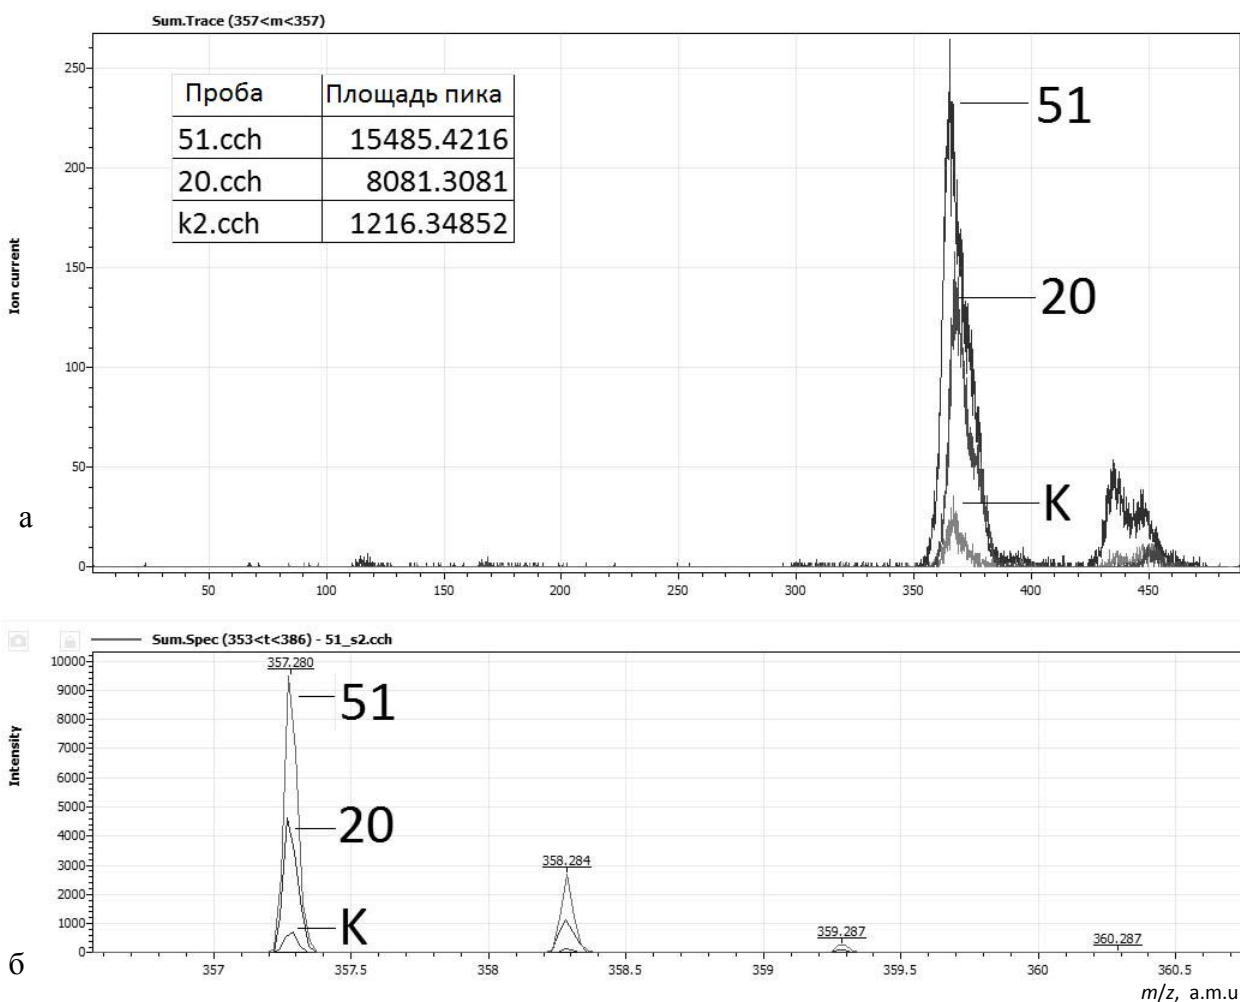 Sum.Trace (357<m<357)
Ion current
250
200
150
100
50
0
Проба Площадь пика
51.cch 15485.4216
20.cch 8081.3081
k2.cch 1216.34852
51
20
K
а
50 100 150 200 250 300 350 400 450
Sum.Spec (353<t<386) - 51_s2.cch
Intensity
10000
9000
8000
7000
6000
5000
4000
3000
2000
1000
0
357.280
51
20
K
358.284
359.287
360.287
б
357 357.5 358 358.5 359 359.5 360 360.5
m/z, a.m.u